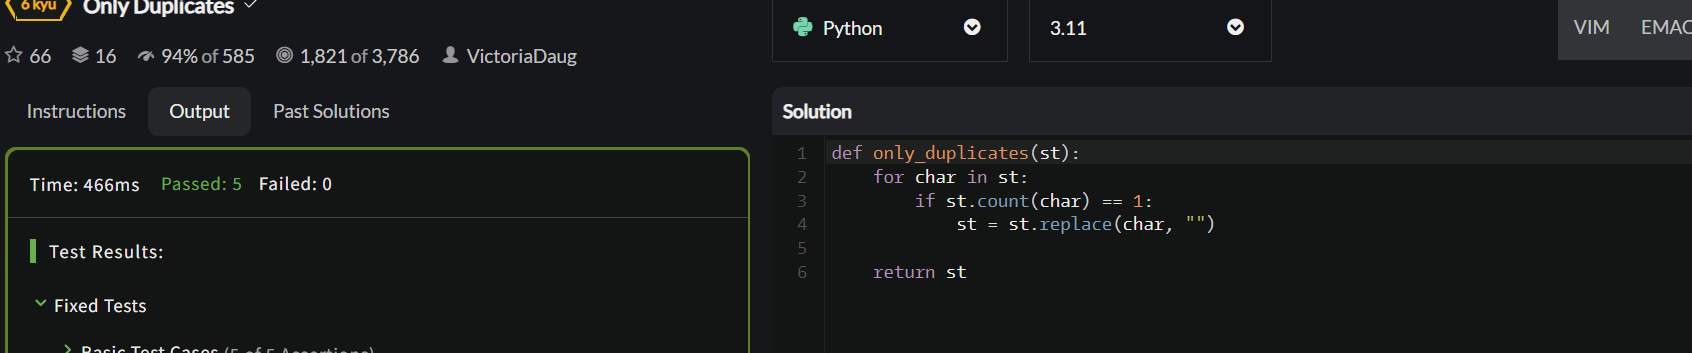 6 kyu Only Duplicates
66 16 94% of 585 1,821 of 3,786 VictoriaDaug
Instructions Output Past Solutions
Time: 466ms Passed: 5 Failed: 0
Test Results:
Fixed Tests
Basic Test Cases (5 of 5 Assertions)
Python 3.11 VIM EMAC
Solution
1 def only_duplicates(st):
2 for char in st:
3 if st.count(char) == 1:
4 st = st.replace(char, "")
5
6 return st